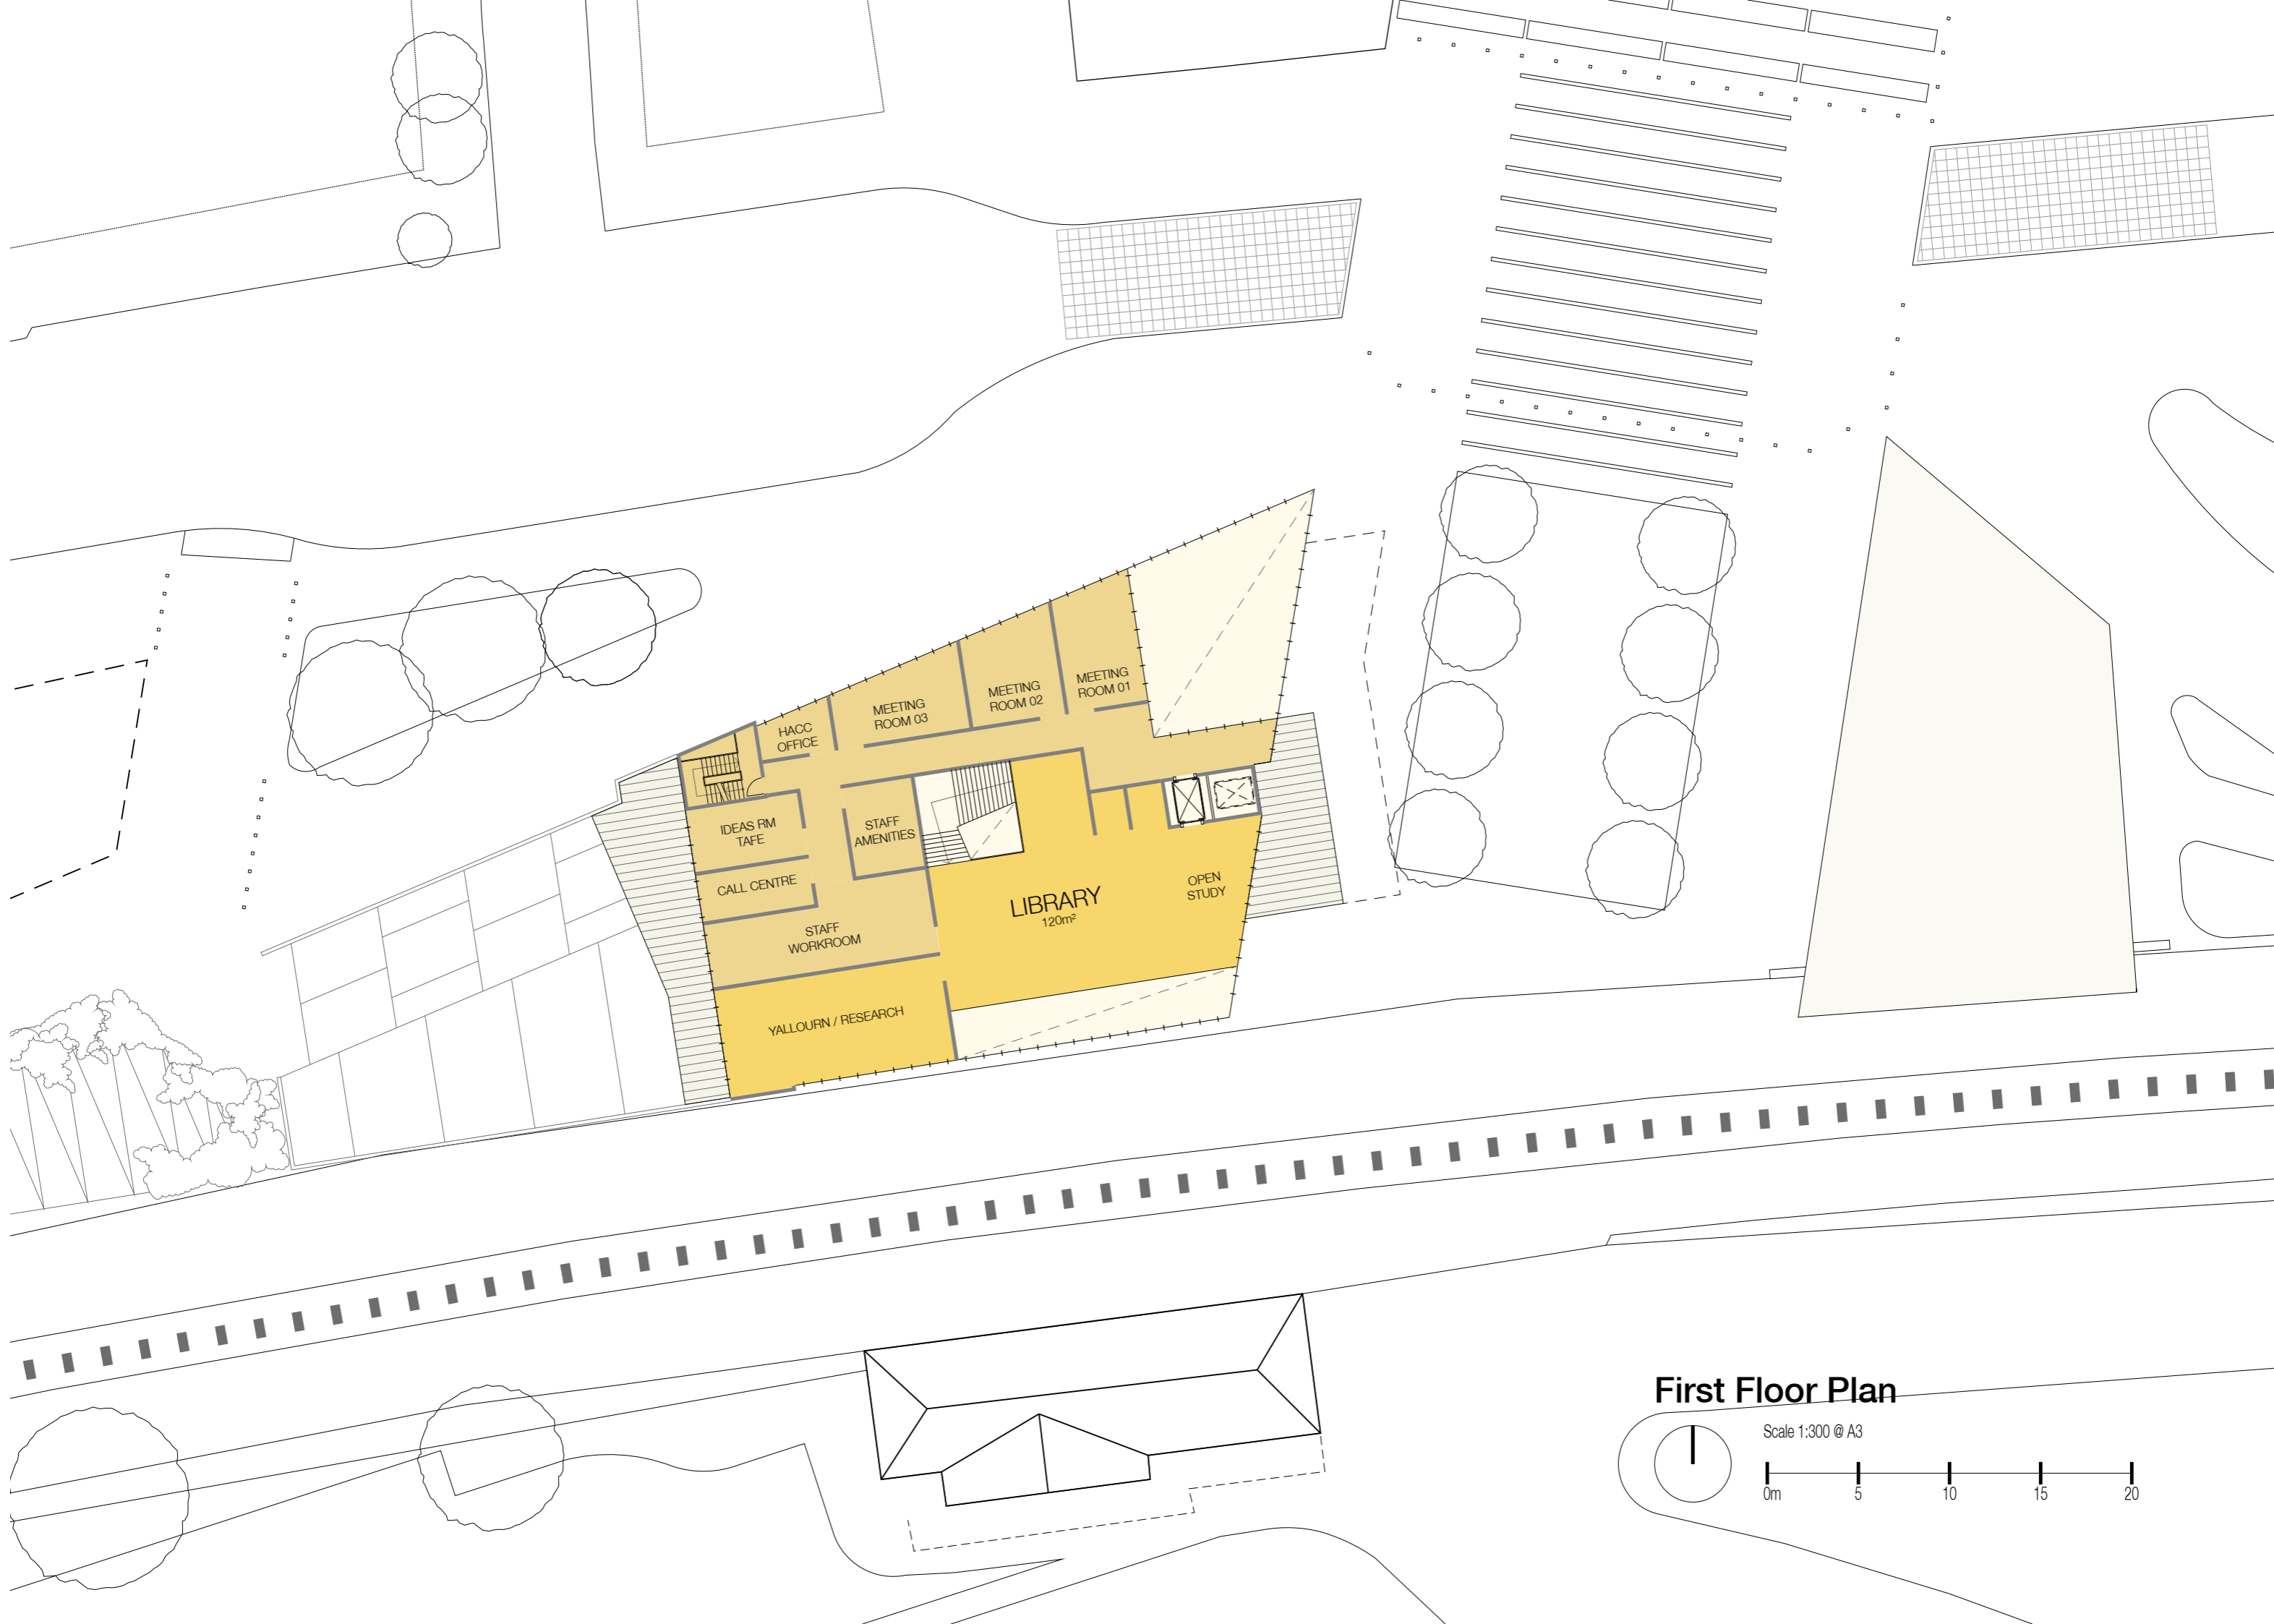 MEETING
ROOM 01
MEETING
ROOM 02
MEETING
ROOM 03
HACC
OFFICE
IDEAS RM
TAFE
STAFF
AMENITIES
CALL CENTRE
OPEN
STUDY
LIBRARY
120m²
STAFF
WORKROOM
YALLOURN / RESEARCH
First Floor Plan
Scale 1:300 @ A3
0m 5 10 15 20